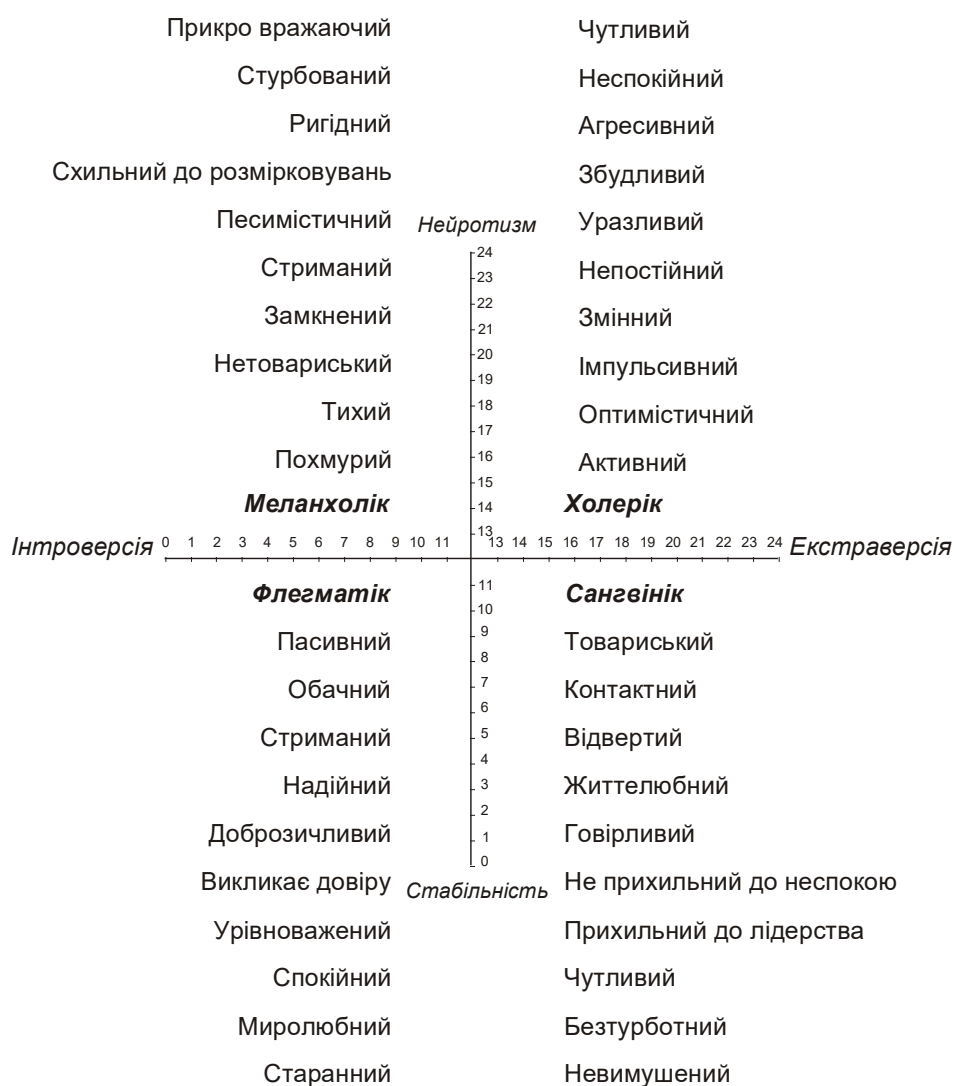 Прикро вражаючий Чутливий
Стурбований Неспокійний
Ригідний Агресивний
Схильний до розмірковувань Збудливий
Песимістичний Нейротизм Уразливий
24
Стриманий Непостійний
23
22
Замкнений Змінний
21
20
Нетовариський Імпульсивний
19
18
Тихий Оптимістичний
17
16
Похмурий Активний
15
Меланхолік 14 Холерік
13
Інтроверсія 0 1 2 3 4 5 6 7 8 9 10 11 13 14 15 16 17 18 19 20 21 22 23 24 Екстраверсія
11
Флегматік Сангвінік
10
9
Пасивний Товариський
8
7
Обачний Контактний
6
5
Стриманий Відвертий
4
3
Надійний Життелюбний
2
1
Доброзичливий Говірливий
0
Викликає довіру Стабільність Не прихильний до неспокою
Урівноважений Прихильний до лідерства
Спокійний Чутливий
Миролюбний Безтурботний
Старанний Невимушений